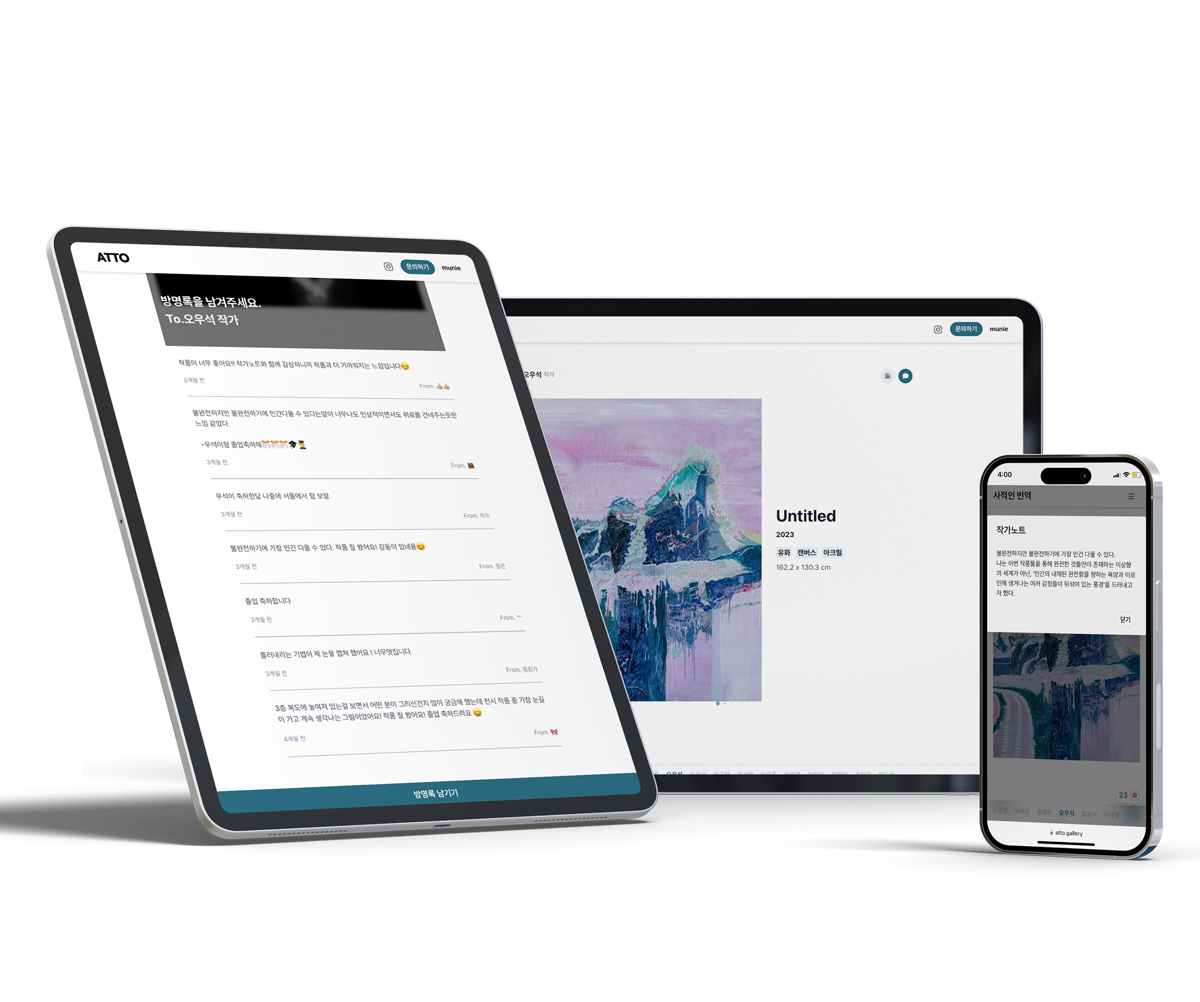 ATTO
문의하기
munie
방명록을 남겨주세요.
To.오우석 작가
작품이 너무 좋아요!! 작가노트와 함께 감상하니까 작품과 더 가까워지는 느낌입니다😊
3개월 전
From. 👍🏻👍🏻
불완전하지만 불완전하기에 인간다울 수 있다는말이 너무나도 인상적이면서도 위로를 건네주는듯한
느낌 같았다
-우석이형 졸업축하해
3개월 전
From. 🐻
우석이 축하한당 나중에 서울에서 함 보장
3개월 전
From. 희수
불완전하기에 가장 인간 다울 수 있다. 작품 잘 봤어요! 감동이 있네욤😄
3개월 전
From.
졸업 축하합니다
3개월 전
From. ^^
흘러내리는 기법이 제 눈을 캡쳐 했어요 ! 너무멋집니다
3개월 전
From.
3층 복도에 놓여져 있는걸 보면서 어떤 분이 그리신건지 많이 궁금해 했는데 전시 작품 중 가장 눈길
이 가고 계속 생각나는 그림이었어요! 작품 잘 봤어요! 졸업 축하드려요 😋
4개월 전
From. 🎀
방명록 남기기
문의하기
munie
오우석 작가
Untitled
2023
유화 캔버스 아크릴
162.2 x 130.3 cm
오우석
4:00
사적인 번역
작가노트
불완전하지만 불완전하기에 가장 인간 다울 수 있다.
나는 이번 작품들을 통해 완전한 것들만이 존재하는 이상향
의 세계가 아닌, '인간의 내재된 완전함을 향하는 욕망과 이로
인해 생겨나는 여러 감정들이 뒤섞여 있는 풍경'을 드러내고
자 했다.
닫기
23
오우석
atto.gallery